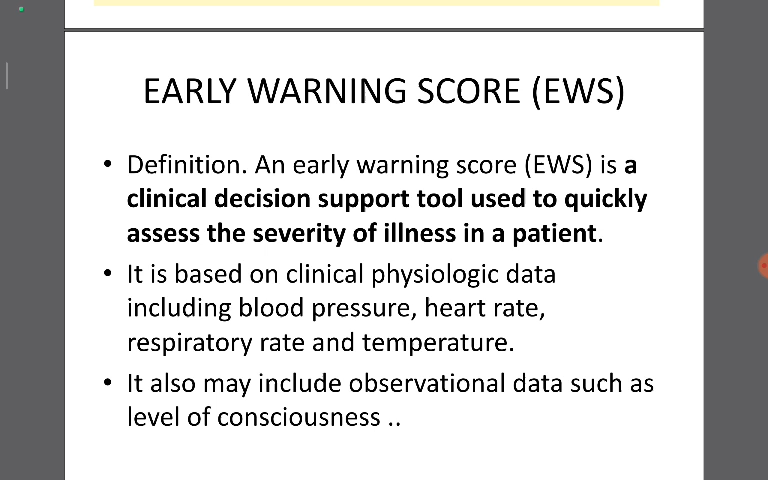 EARLY WARNING SCORE (EWS)
• Definition. An early warning score (EWS) is a
clinical decision support tool used to quickly
assess the severity of illness in a patient.
• It is based on clinical physiologic data
including blood pressure, heart rate,
respiratory rate and temperature.
• It also may include observational data such as
level of consciousness ..